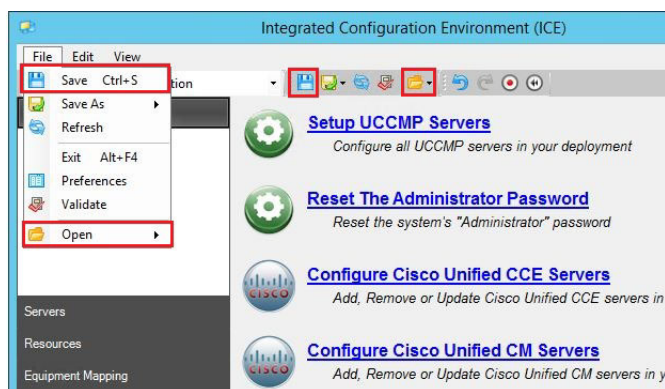 Integrated Configuration Environment (ICE)
File Edit View
Save Ctrl+S
tion
Save As
Refresh
Exit Alt+F4
Preferences
Validate
Open
Servers
Resources
Equipment Mapping
Setup UCCMP Servers
Configure all UCCMP servers in your deployment
Reset The Administrator Password
Reset the system's "Administrator" password
CISCO
Configure Cisco Unified CCE Servers
Add, Remove or Update Cisco Unified CCE servers in
CISCO
Configure Cisco Unified CM Servers
Add, Remove or Update Cisco Unified CM servers in y